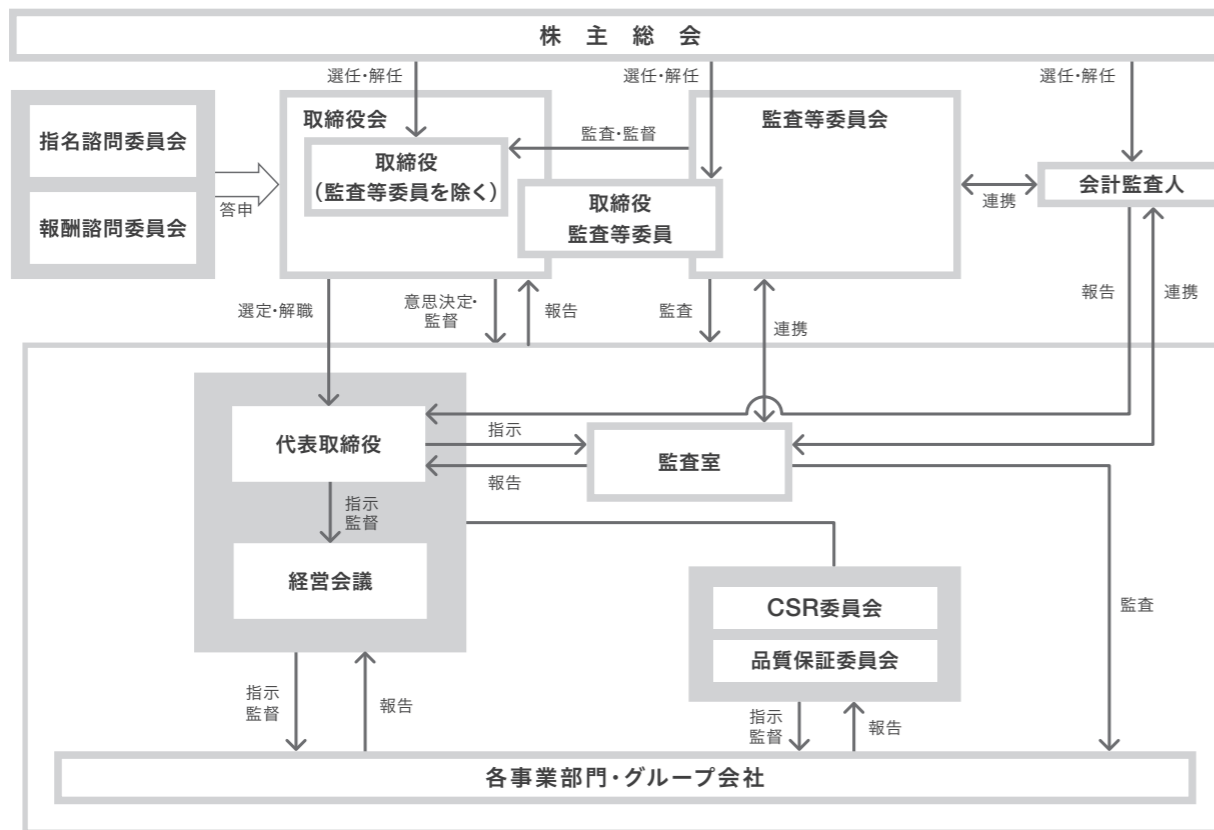 株主総会
選任・解任
選任・解任
選任・解任
指名諮問委員会
報酬諮問委員会
答申
取締役会
取締役
(監査等委員を除く)
監査・監督
監査等委員会
取締役
監査等委員
連携
会計監査人
選定・解職
意思決定・
監督
報告
監査
連携
報告
連携
代表取締役
指示
報告
監査室
指示
監督
経営会議
CSR委員会
品質保証委員会
監査
指示
監督
報告
指示
監督
報告
各事業部門・グループ会社